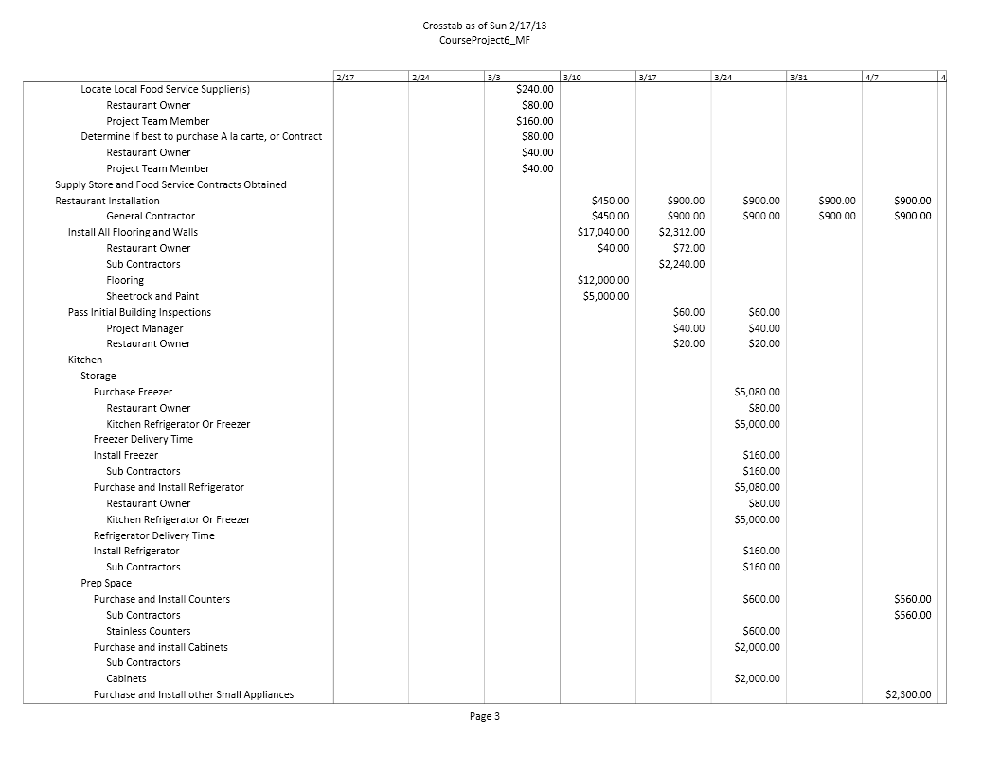 Crosstab as of Sun 2/17/13
CourseProject6_MF
2/17 2/24 3/3 3/10 3/17 3/24 3/31 4/7 4
Locate Local Food Service Supplier(s) $240.00
Restaurant Owner $80.00
Project Team Member $160.00
Determine If best to purchase A la carte, or Contract $80.00
Restaurant Owner $40.00
Project Team Member $40.00
Supply Store and Food Service Contracts Obtained
Restaurant Installation $450.00 $900.00 $900.00 $900.00 $900.00
General Contractor $450.00 $900.00 $900.00 $900.00 $900.00
Install All Flooring and Walls $17,040.00 $2,312.00
Restaurant Owner $40.00 $72.00
Sub Contractors $2,240.00
Flooring $12,000.00
Sheetrock and Paint $5,000.00
Pass Initial Building Inspections $60.00 $60.00
Project Manager $40.00 $40.00
Restaurant Owner $20.00 $20.00
Kitchen
Storage
Purchase Freezer $5,080.00
Restaurant Owner $80.00
Kitchen Refrigerator Or Freezer $5,000.00
Freezer Delivery Time
Install Freezer $160.00
Sub Contractors $160.00
Purchase and Install Refrigerator $5,080.00
Restaurant Owner $80.00
Kitchen Refrigerator Or Freezer $5,000.00
Refrigerator Delivery Time
Install Refrigerator $160.00
Sub Contractors $160.00
Prep Space
Purchase and Install Counters $600.00 $560.00
Sub Contractors $560.00
Stainless Counters $600.00
Purchase and install Cabinets $2,000.00
Sub Contractors
Cabinets $2,000.00
Purchase and Install other Small Appliances $2,300.00
Page 3